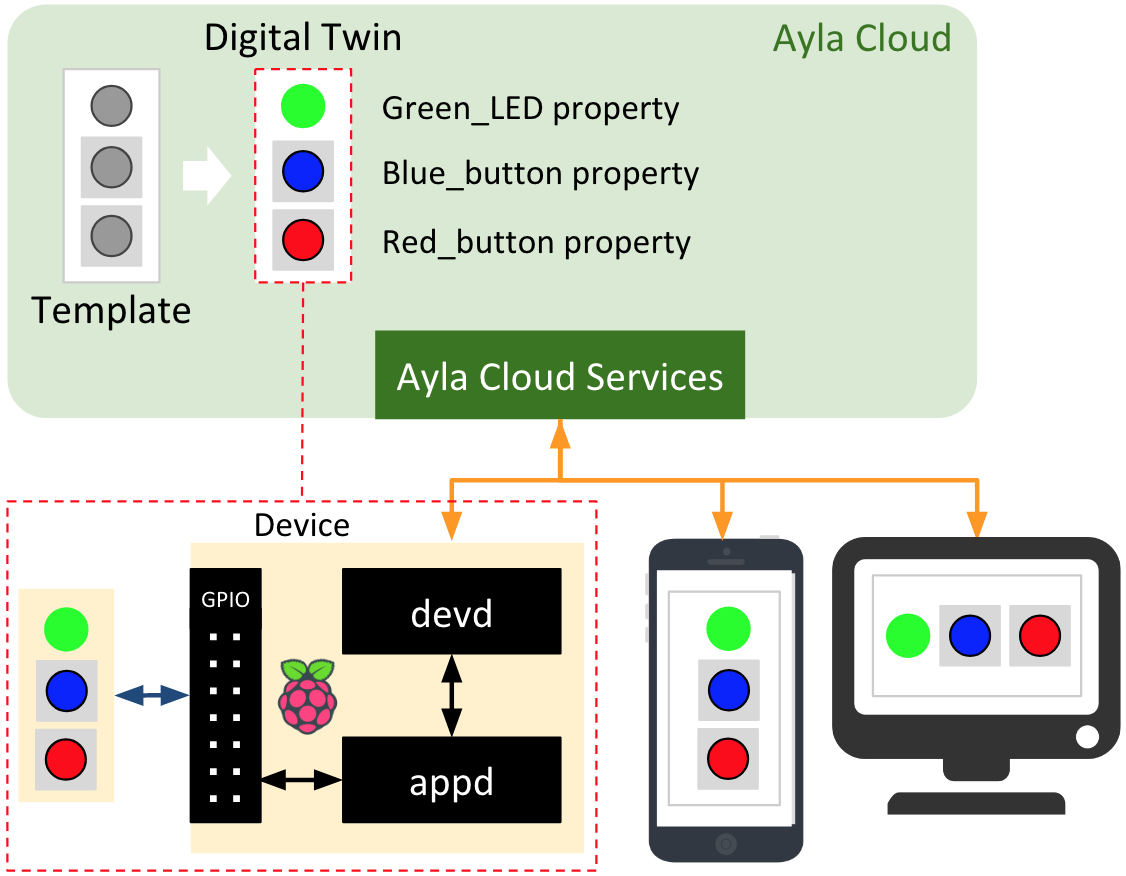 Digital Twin
Ayla Cloud
Green_LED property
Blue_button property
Red_button property
Template
Ayla Cloud Services
Device
GPIO
devd
appd